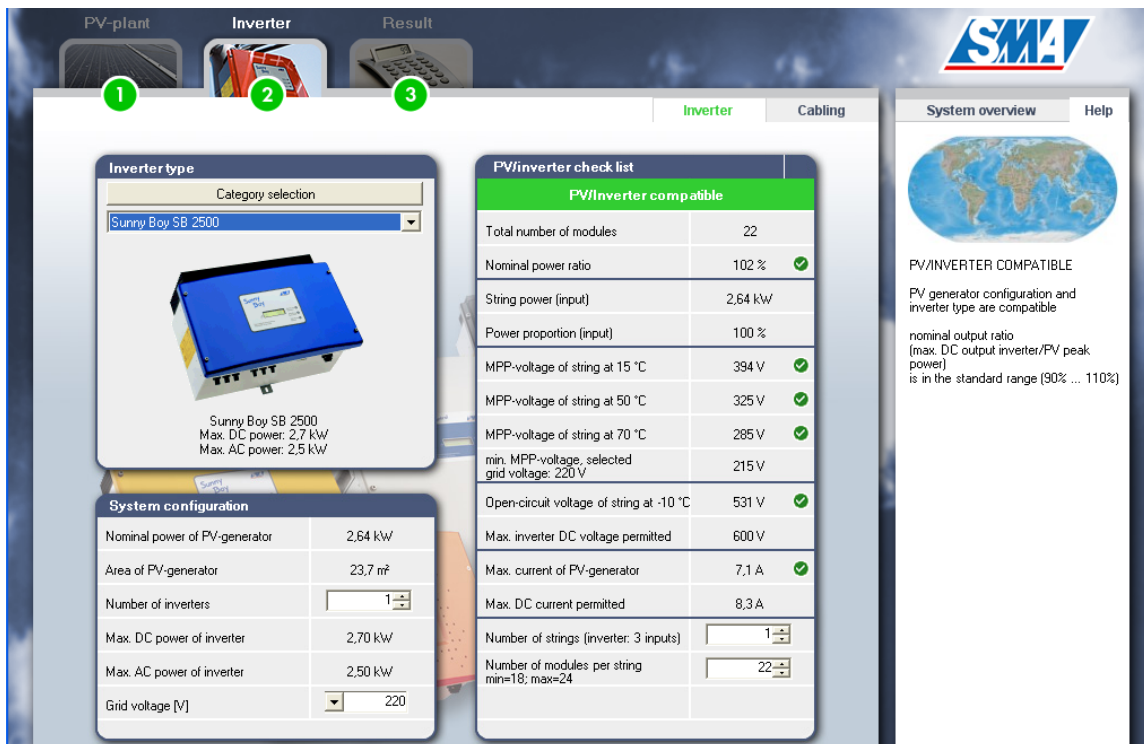 PV-plant
Inverter
Result
1
2
3
SMA
Inverter
Cabling
System overview
Help
Inverter type
Category selection
Sunny Boy SB 2500
Sunny
Boy
Sunny Boy SB 2500
Max. DC power: 2,7 kW
Max. AC power: 2,5 kW
System configuration
Nominal power of PV-generator 2,64 kW
Area of PV-generator 23,7 m²
Number of inverters 1
Max. DC power of inverter 2,70 kW
Max. AC power of inverter 2,50 kW
Grid voltage [V] 220
PV/inverter check list
PV/Inverter compatible
Total number of modules 22
Nominal power ratio 102 %
String power (input) 2,64 kW
Power proportion (input) 100 %
MPP-voltage of string at 15 °C 394 V
MPP-voltage of string at 50 °C 325 V
MPP-voltage of string at 70 °C 285 V
min. MPP-voltage, selected
grid voltage: 220 V 215 V
Open-circuit voltage of string at -10 °C 531 V
Max. inverter DC voltage permitted 600 V
Max. current of PV-generator 7,1 A
Max. DC current permitted 8,3 A
Number of strings (inverter: 3 inputs) 1
Number of modules per string 22
min=18; max=24
PV/INVERTER COMPATIBLE
PV generator configuration and
inverter type are compatible
nominal output ratio
(max. DC output inverter/PV peak
power)
is in the standard range (90% ... 110%)